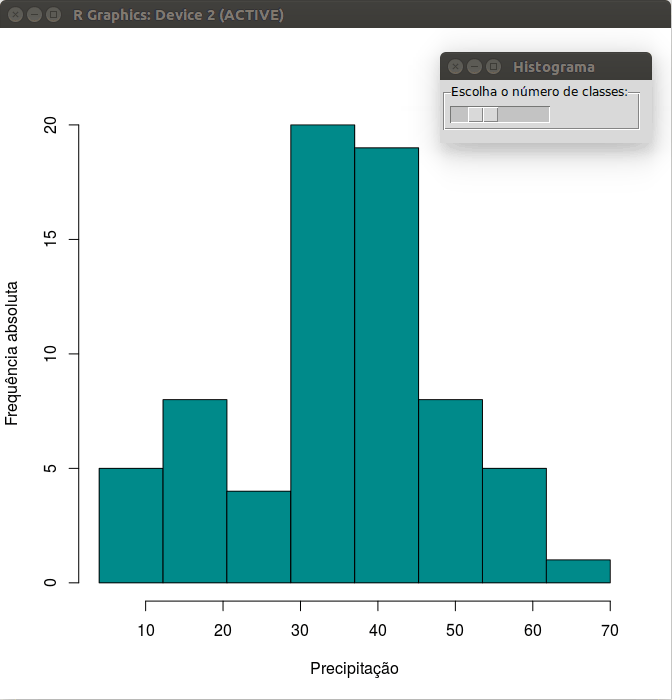 R Graphics: Device 2 (ACTIVE)
Histograma
Escolha o número de classes:
20
15
10
5
0
Frequência absoluta
10 20 30 40 50 60 70
Precipitação